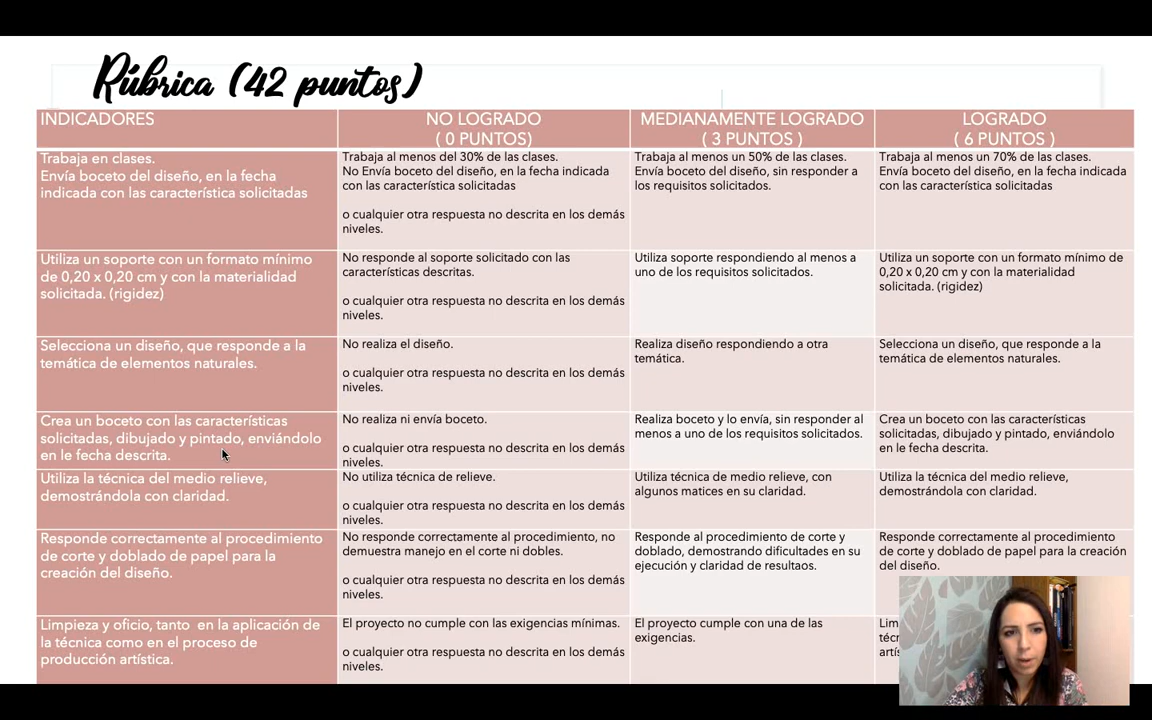 Rúbrica (42 puntos)
INDICADORES
NO LOGRADO
( 0 PUNTOS)
MEDIANAMENTE LOGRADO
( 3 PUNTOS )
LOGRADO
( 6 PUNTOS )
Trabaja en clases.
Envía boceto del diseño, en la fecha
indicada con las característica solicitadas
Trabaja al menos del 30% de las clases.
No Envía boceto del diseño, en la fecha indicada
con las característica solicitadas
o cualquier otra respuesta no descrita en los demás
niveles.
Trabaja al menos un 50% de las clases.
Envía boceto del diseño, sin responder a
los requisitos solicitados.
Trabaja al menos un 70% de las clases.
Envía boceto del diseño, en la fecha indicada
con las característica solicitadas
Utiliza un soporte con un formato mínimo
de 0,20 x 0,20 cm y con la materialidad
solicitada. (rigidez)
No responde al soporte solicitado con las
características descritas.
o cualquier otra respuesta no descrita en los demás
niveles.
Utiliza soporte respondiendo al menos a
uno de los requisitos solicitados.
Utiliza un soporte con un formato mínimo de
0,20 x 0,20 cm y con la materialidad
solicitada. (rigidez)
Selecciona un diseño, que responde a la
temática de elementos naturales.
No realiza el diseño.
o cualquier otra respuesta no descrita en los demás
niveles.
Realiza diseño respondiendo a otra
temática.
Selecciona un diseño, que responde a la
temática de elementos naturales.
Crea un boceto con las características
solicitadas, dibujado y pintado, enviándolo
en le fecha descrita.
No realiza ni envía boceto.
o cualquier otra respuesta no descrita en los demás
niveles.
Realiza boceto y lo envía, sin responder al
menos a uno de los requisitos solicitados.
Crea un boceto con las características
solicitadas, dibujado y pintado, enviándolo
en le fecha descrita.
Utiliza la técnica del medio relieve,
demostrándola con claridad.
No utiliza técnica de relieve.
o cualquier otra respuesta no descrita en los demás
niveles.
Utiliza técnica de medio relieve, con
algunos matices en su claridad.
Utiliza la técnica del medio relieve,
demostrándola con claridad.
Responde correctamente al procedimiento
de corte y doblado de papel para la
creación del diseño.
No responde correctamente al procedimiento, no
demuestra manejo en el corte ni dobles.
o cualquier otra respuesta no descrita en los demás
niveles.
Responde al procedimiento de corte y
doblado, demostrando dificultades en su
ejecución y claridad de resultaos.
Responde correctamente al procedimiento
de corte y doblado de papel para la creación
del diseño.
Limpieza y oficio, tanto  en la aplicación de
la técnica como en el proceso de
producción artística.
El proyecto no cumple con las exigencias mínimas.
o cualquier otra respuesta no descrita en los demás
niveles.
El proyecto cumple con una de las
exigencias.